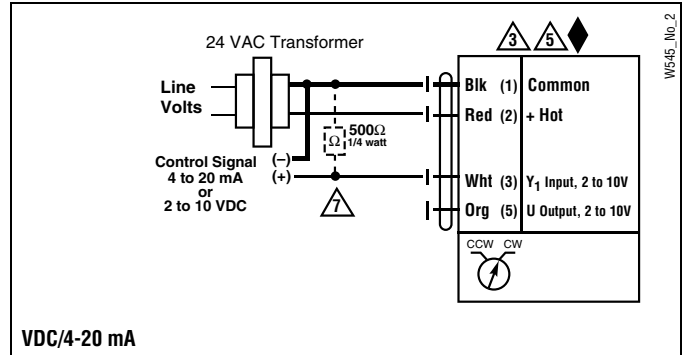 W545_No_2
24 VAC Transformer
3
5
Line
Volts
Blk (1) Common
Red (2) + Hot
Ω
500Ω
1/4 watt
Control Signal
4 to 20 mA
or
2 to 10 VDC
(–)
(+)
Wht (3) Y1 Input, 2 to 10V
7
Org (5) U Output, 2 to 10V
CCW CW
VDC/4-20 mA